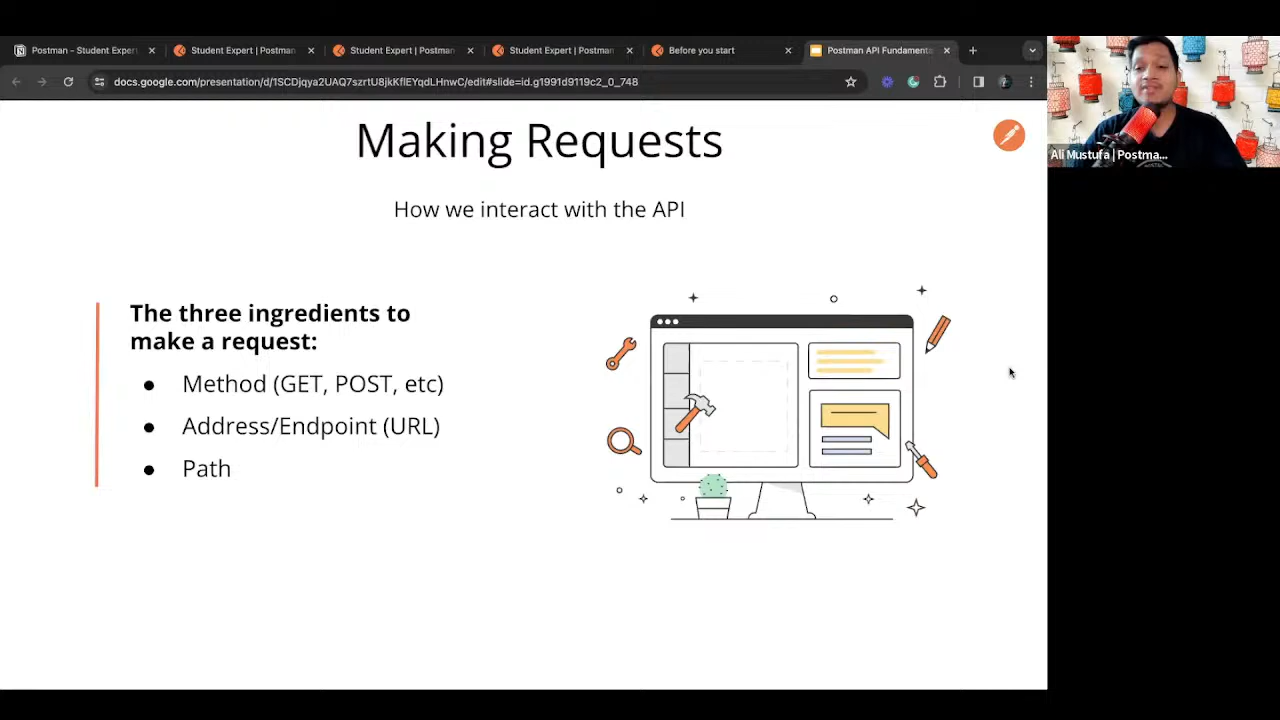 Postman - Student Exper
Student Expert | Postman
Student Expert | Postman
Student Expert | Postman
Before you start
Postman API Fundamenta
docs.google.com/presentation/d/1SCDjqya2UAQ7szrtU8jkKflEYqdLHmyC/edit#slide=id.g1991d9119c2_0_748
Ali Mustufa | Postma...
Making Requests
How we interact with the API
The three ingredients to
make a request:
● Method (GET, POST, etc)
● Address/Endpoint (URL)
● Path